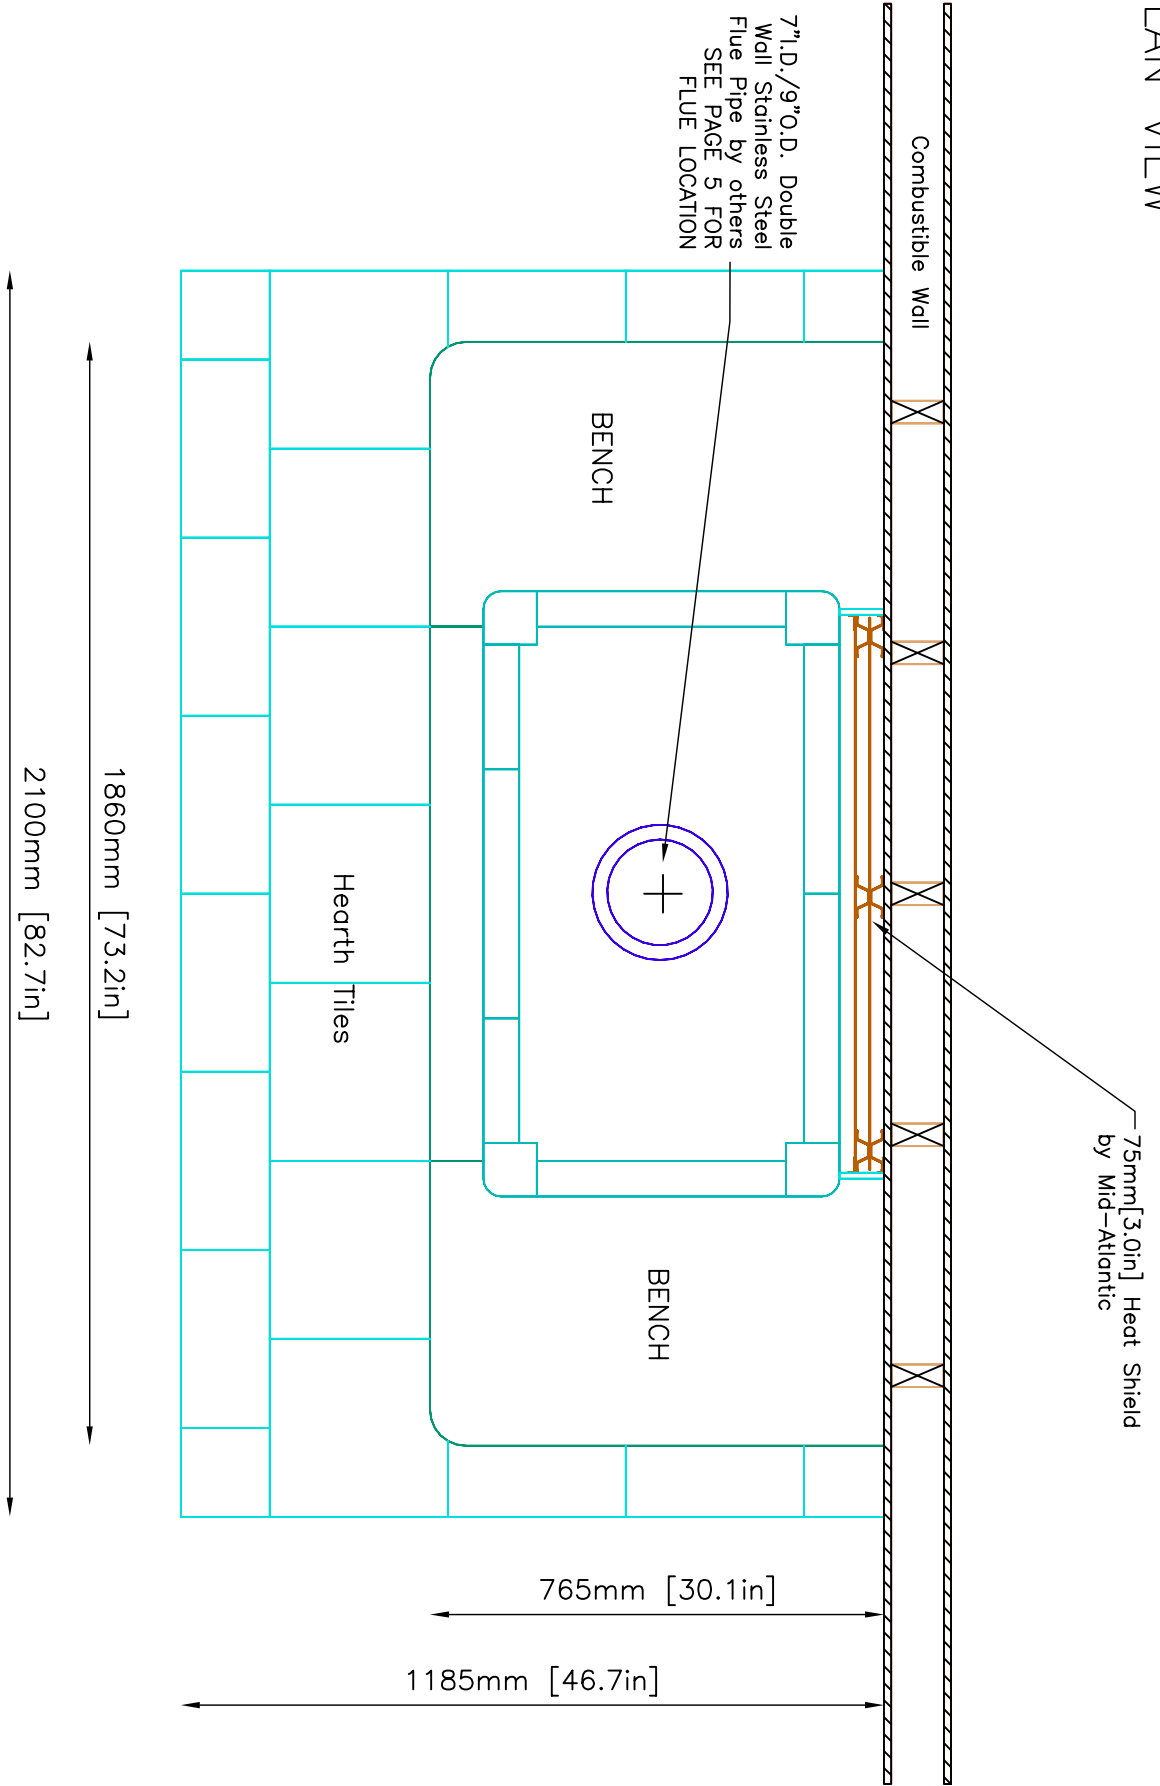 LAN VIEW
Combustible Wall
7"I.D./9"O.D. Double
Wall Stainless Steel
Flue Pipe by others
SEE PAGE 5 FOR
FLUE LOCATION
75mm[3.0in] Heat Shield
by Mid-Atlantic
BENCH
BENCH
Hearth Tiles
1860mm [73.2in]
2100mm [82.7in]
765mm [30.1in]
1185mm [46.7in]